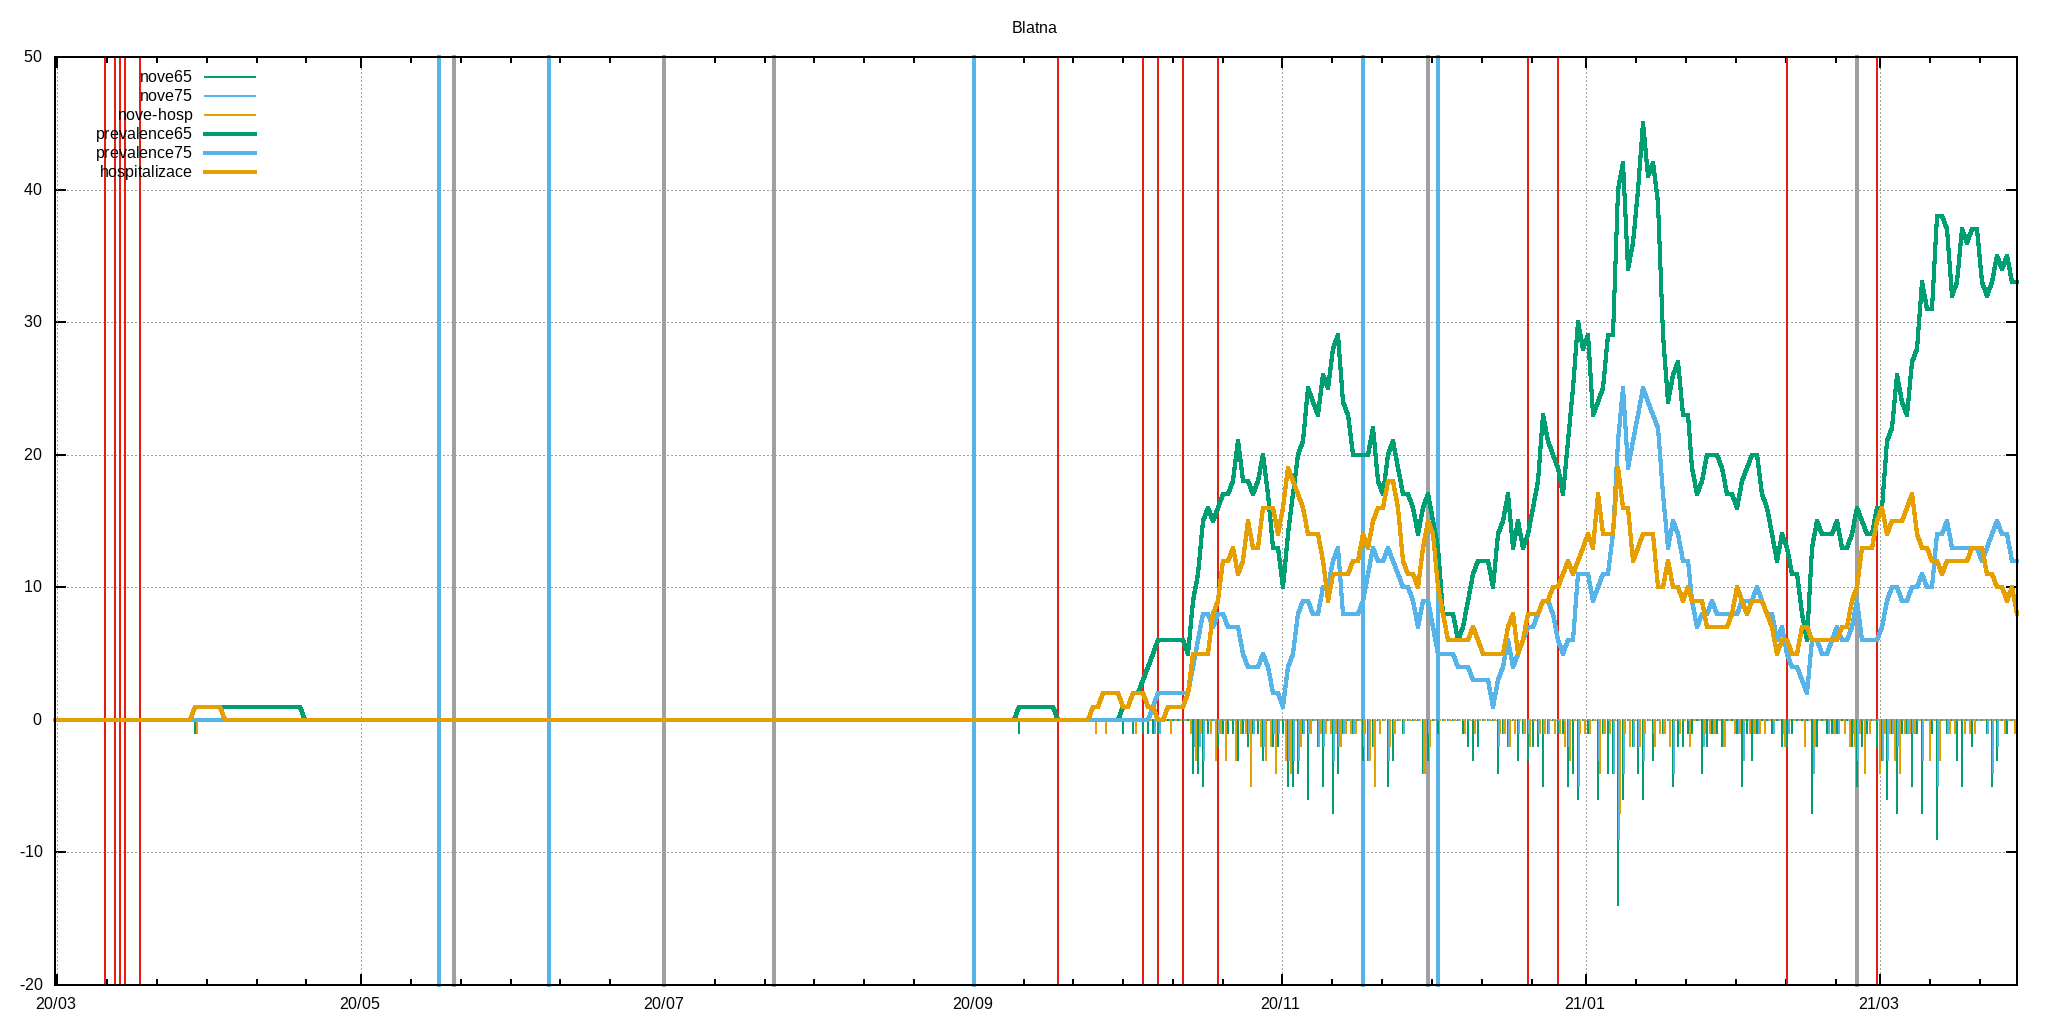 Blatna
50
nove65
nove75
nove-hosp
prevalence65
prevalence75
hospitalizace
40
30
20
10
0
-10
-20
20/03 20/05 20/07 20/09 20/11 21/01 21/03